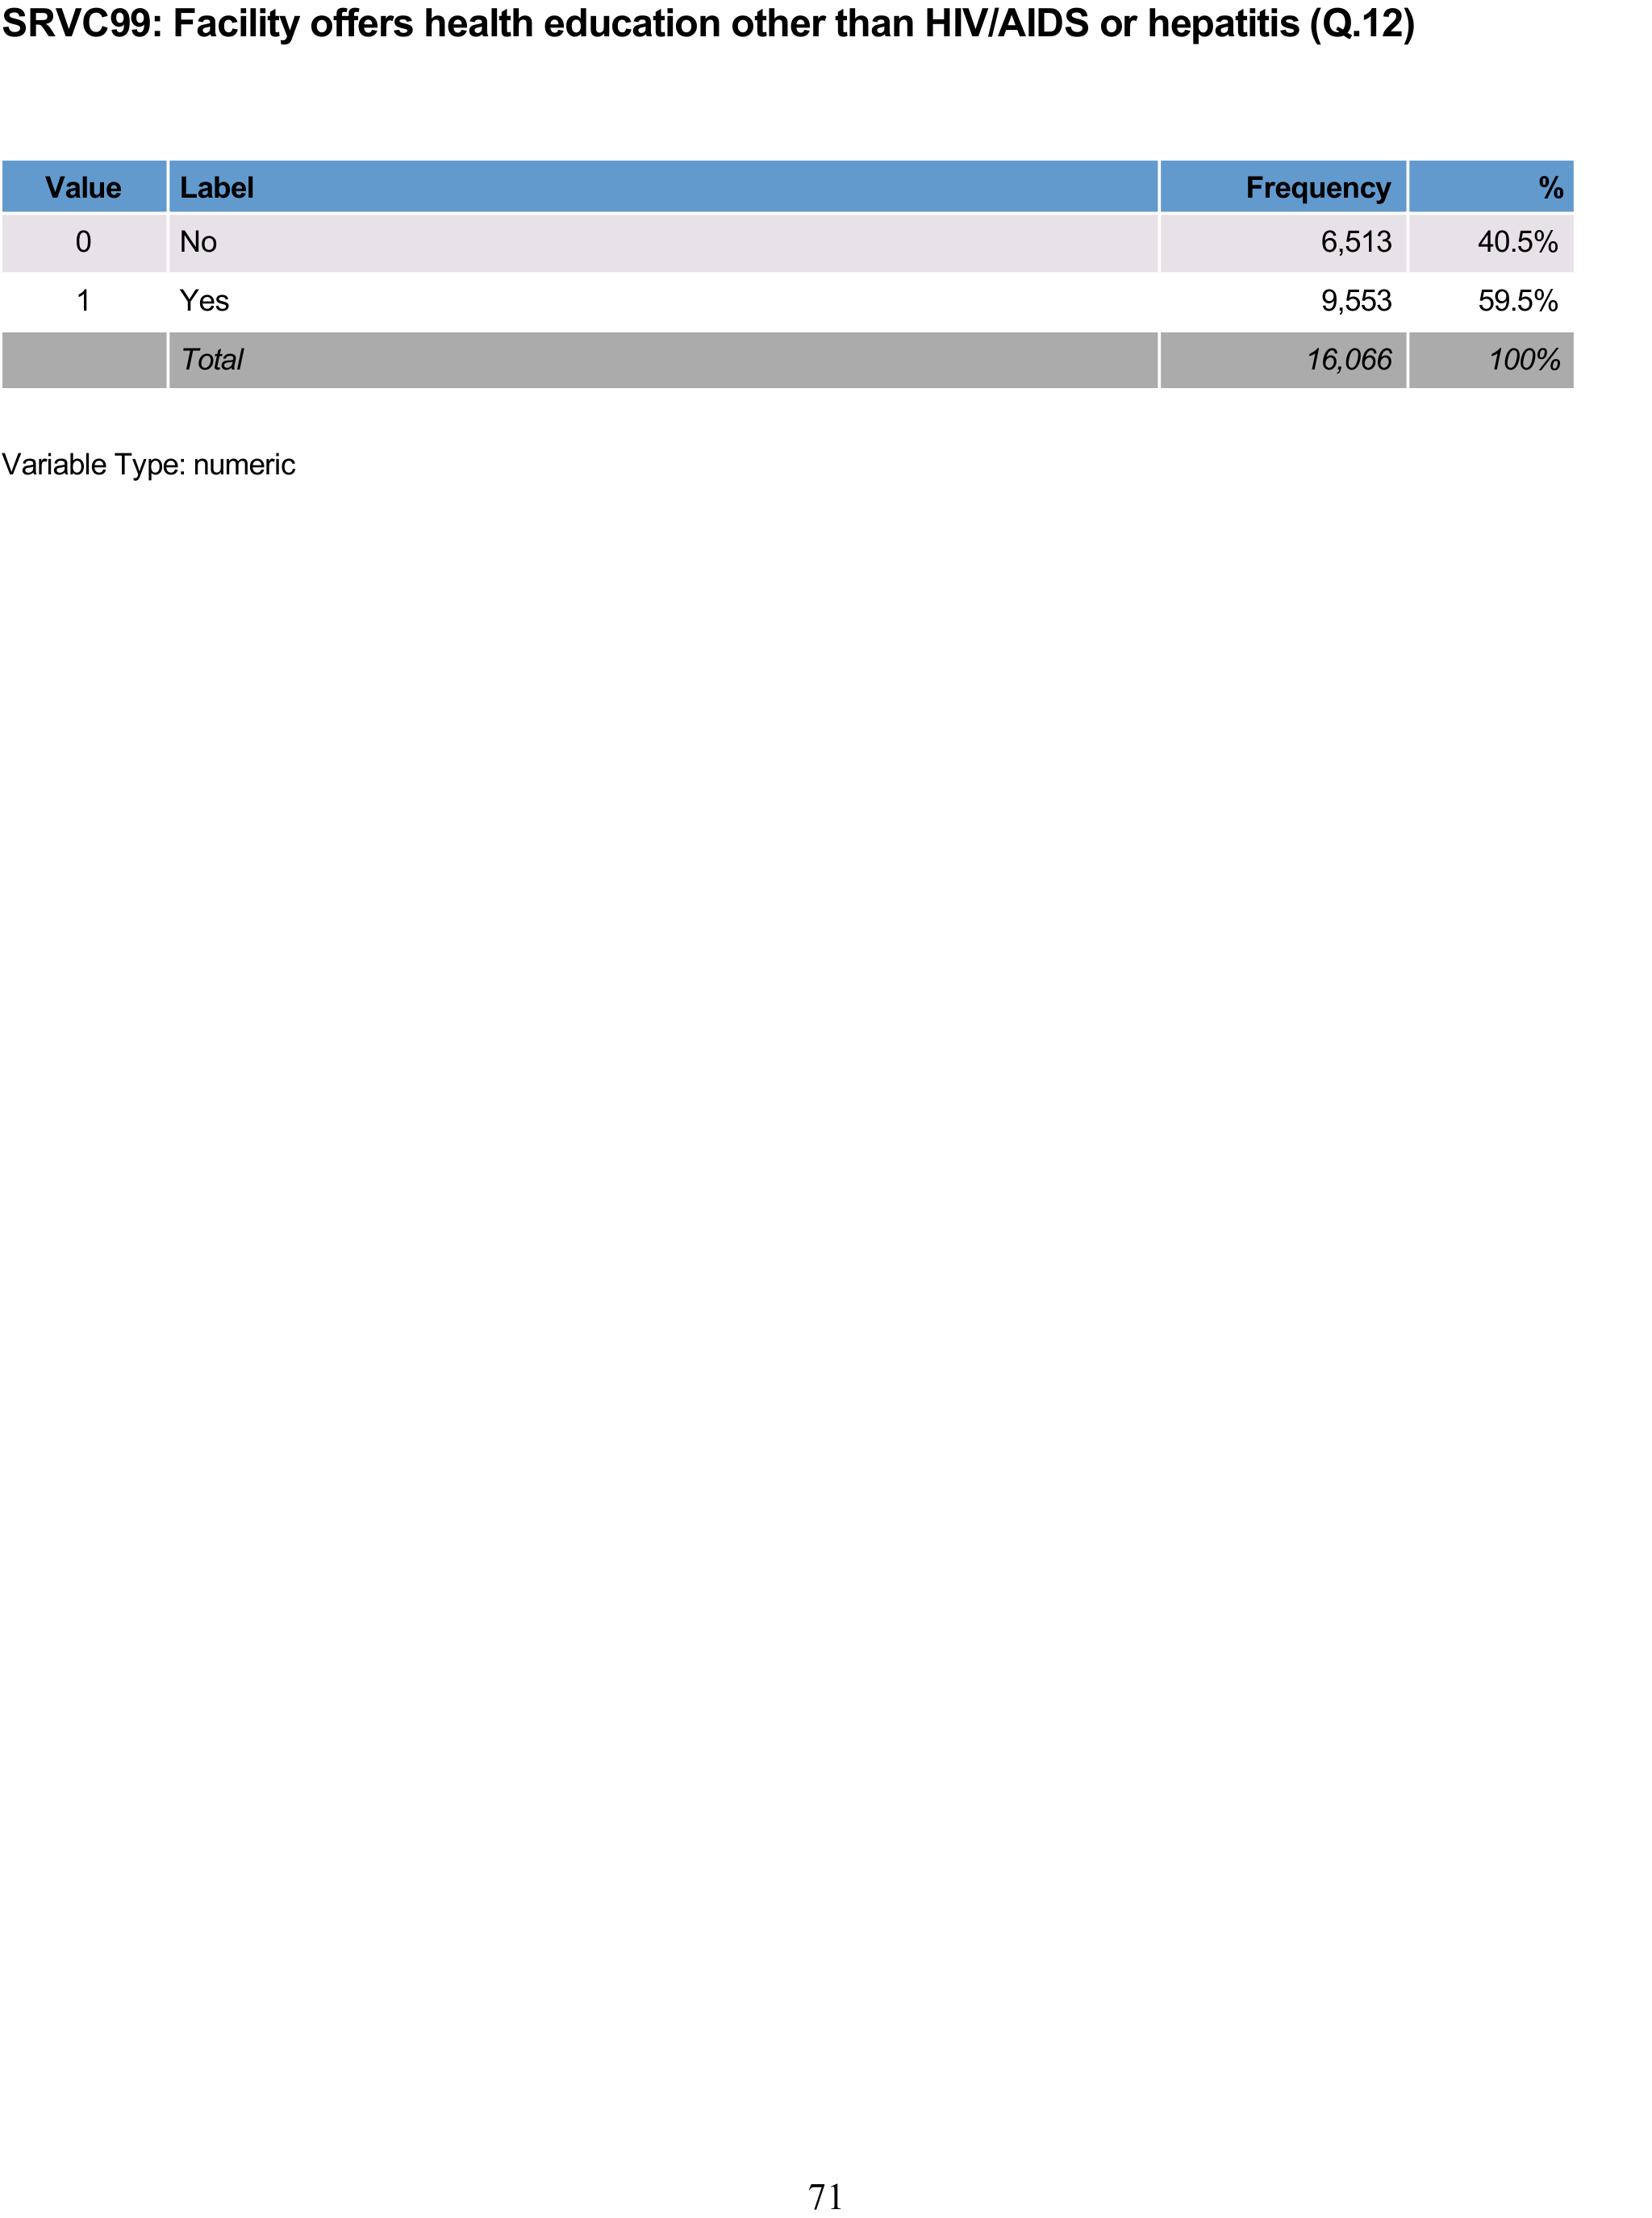 SRVC99: Facility offers health education other than HIV/AIDS or hepatitis (Q.12)
Value Label Frequency %
0 No 6,513 40.5%
1 Yes 9,553 59.5%
Total 16,066 100%
Variable Type: numeric
71